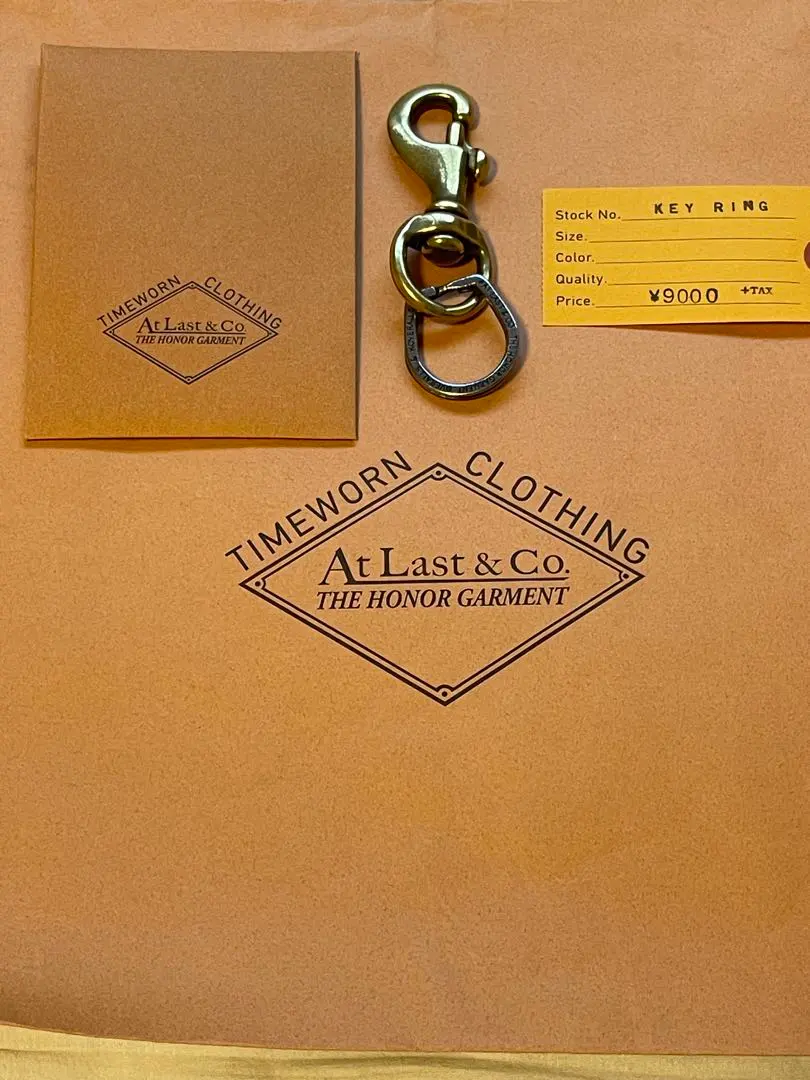 TIMEWORN CLOTHING
At Last & Co.
THE HONOR GARMENT
Stock No. KEY RING
Size.
Color.
Quality.
Price. ¥9000 +TAX
TIMEWORN CLOTHING
At Last & Co.
THE HONOR GARMENT